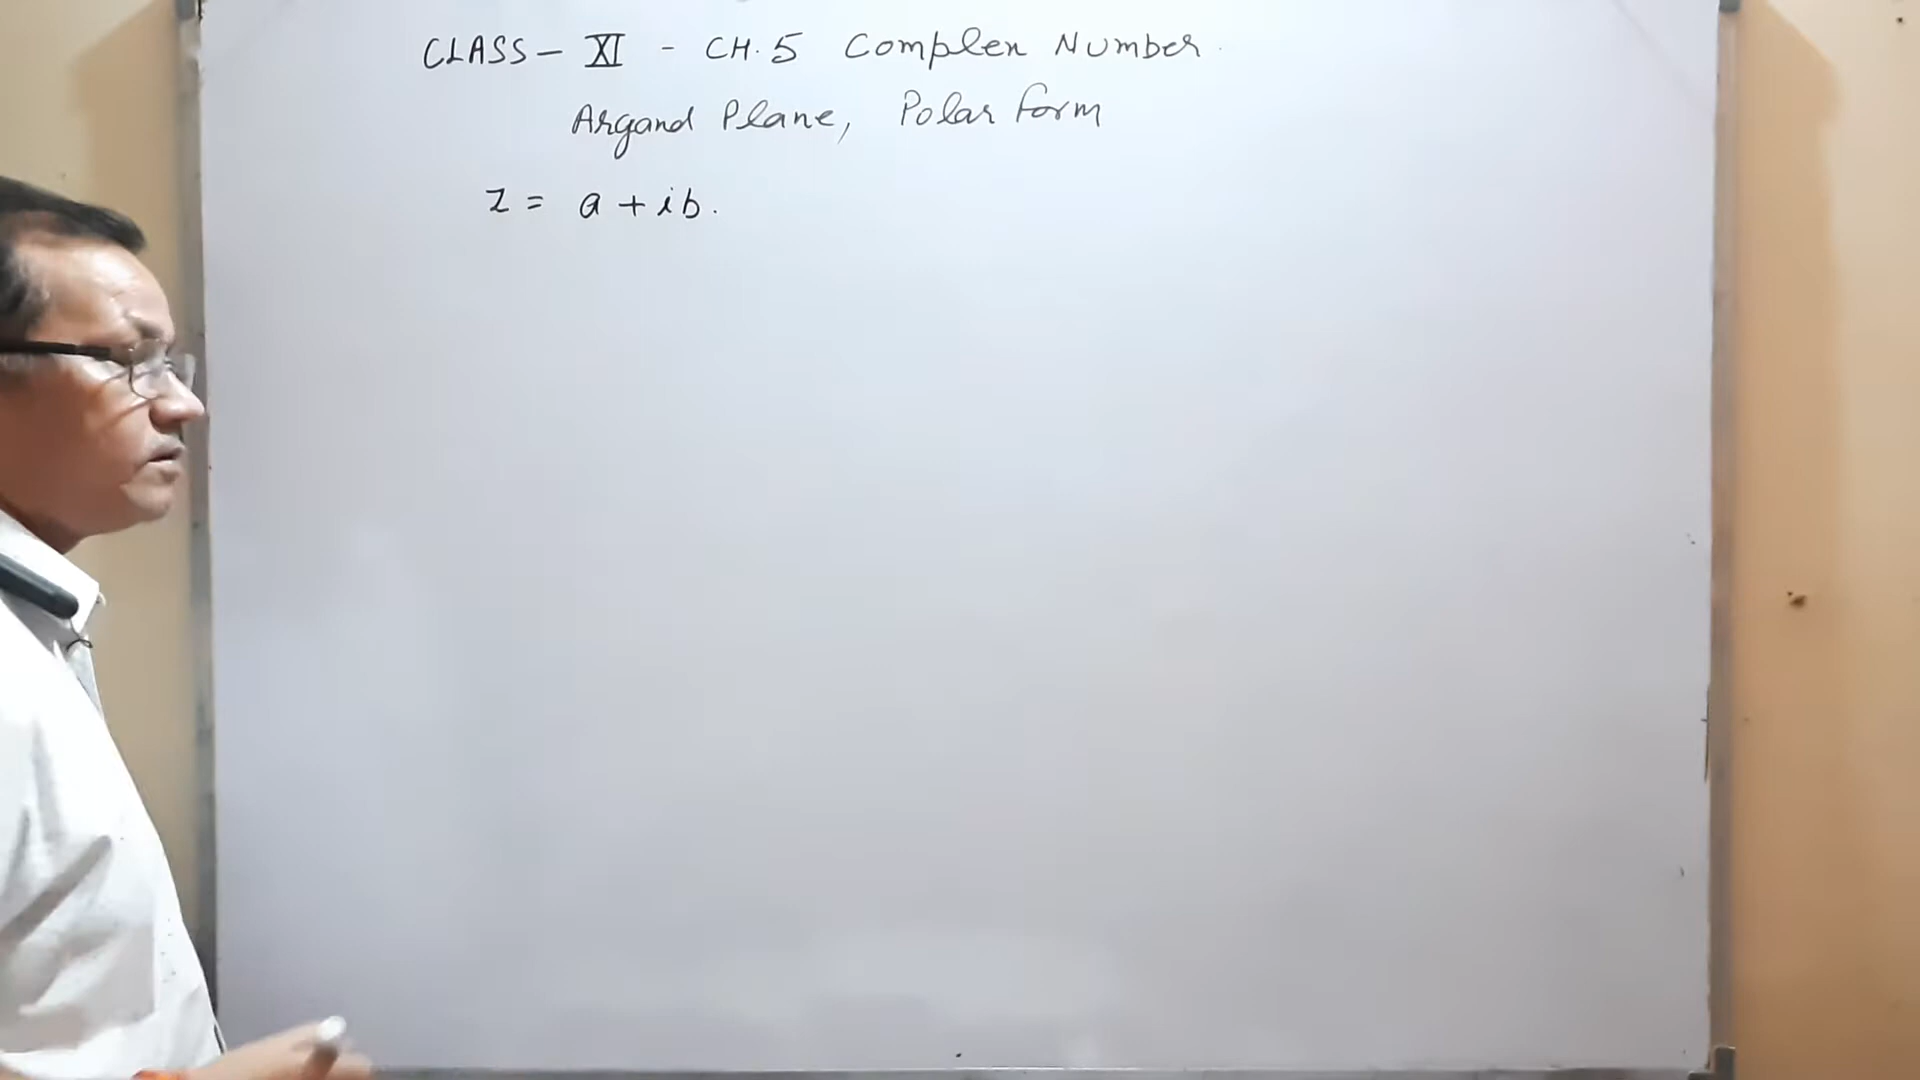 CLASS - XI - CH. 5 Complex Number.
Argand Plane, Polar Form
z = a + ib.